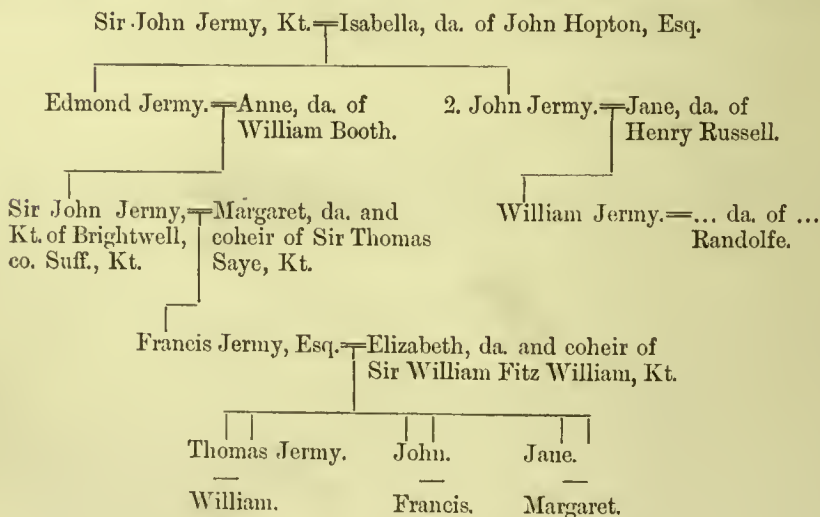 Sir John Jermy, Kt.=Isabella, da. of John Hopton, Esq.
Edmond Jermy.=Anne, da. of William Booth.
2. John Jermy.=Jane, da. of Henry Russell.
Sir John Jermy, Kt. of Brightwell, co. Suff., Kt.=Margaret, da. and coheir of Sir Thomas Saye, Kt.
William Jermy.=... da. of ... Randolfe.
Francis Jermy, Esq.=Elizabeth, da. and coheir of
Sir William Fitz William, Kt.
Thomas Jermy. John. Jane.
William. Francis. Margaret.